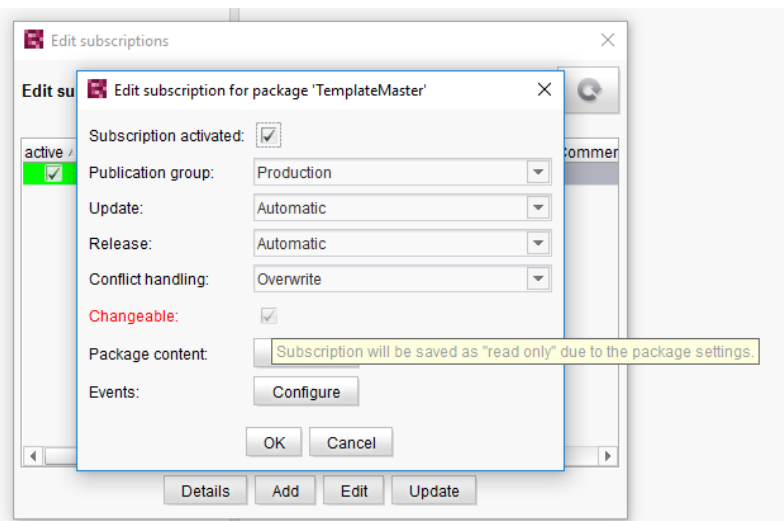 Edit subscriptions
Edit su
Edit subscription for package 'TemplateMaster'
active
Commer
Subscription activated:
Publication group: Production
Update: Automatic
Release: Automatic
Conflict handling: Overwrite
Changeable:
Subscription will be saved as "read only" due to the package settings.
Package content:
Events: Configure
OK Cancel
Details Add Edit Update